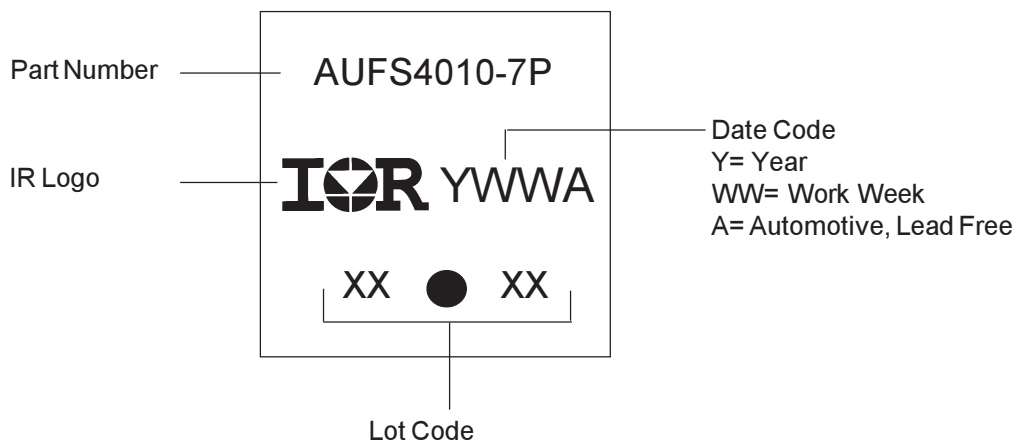 Part Number
AUFS4010-7P
IR Logo
IOR YWWA
Date Code
Y= Year
WW= Work Week
A= Automotive, Lead Free
XX XX
Lot Code